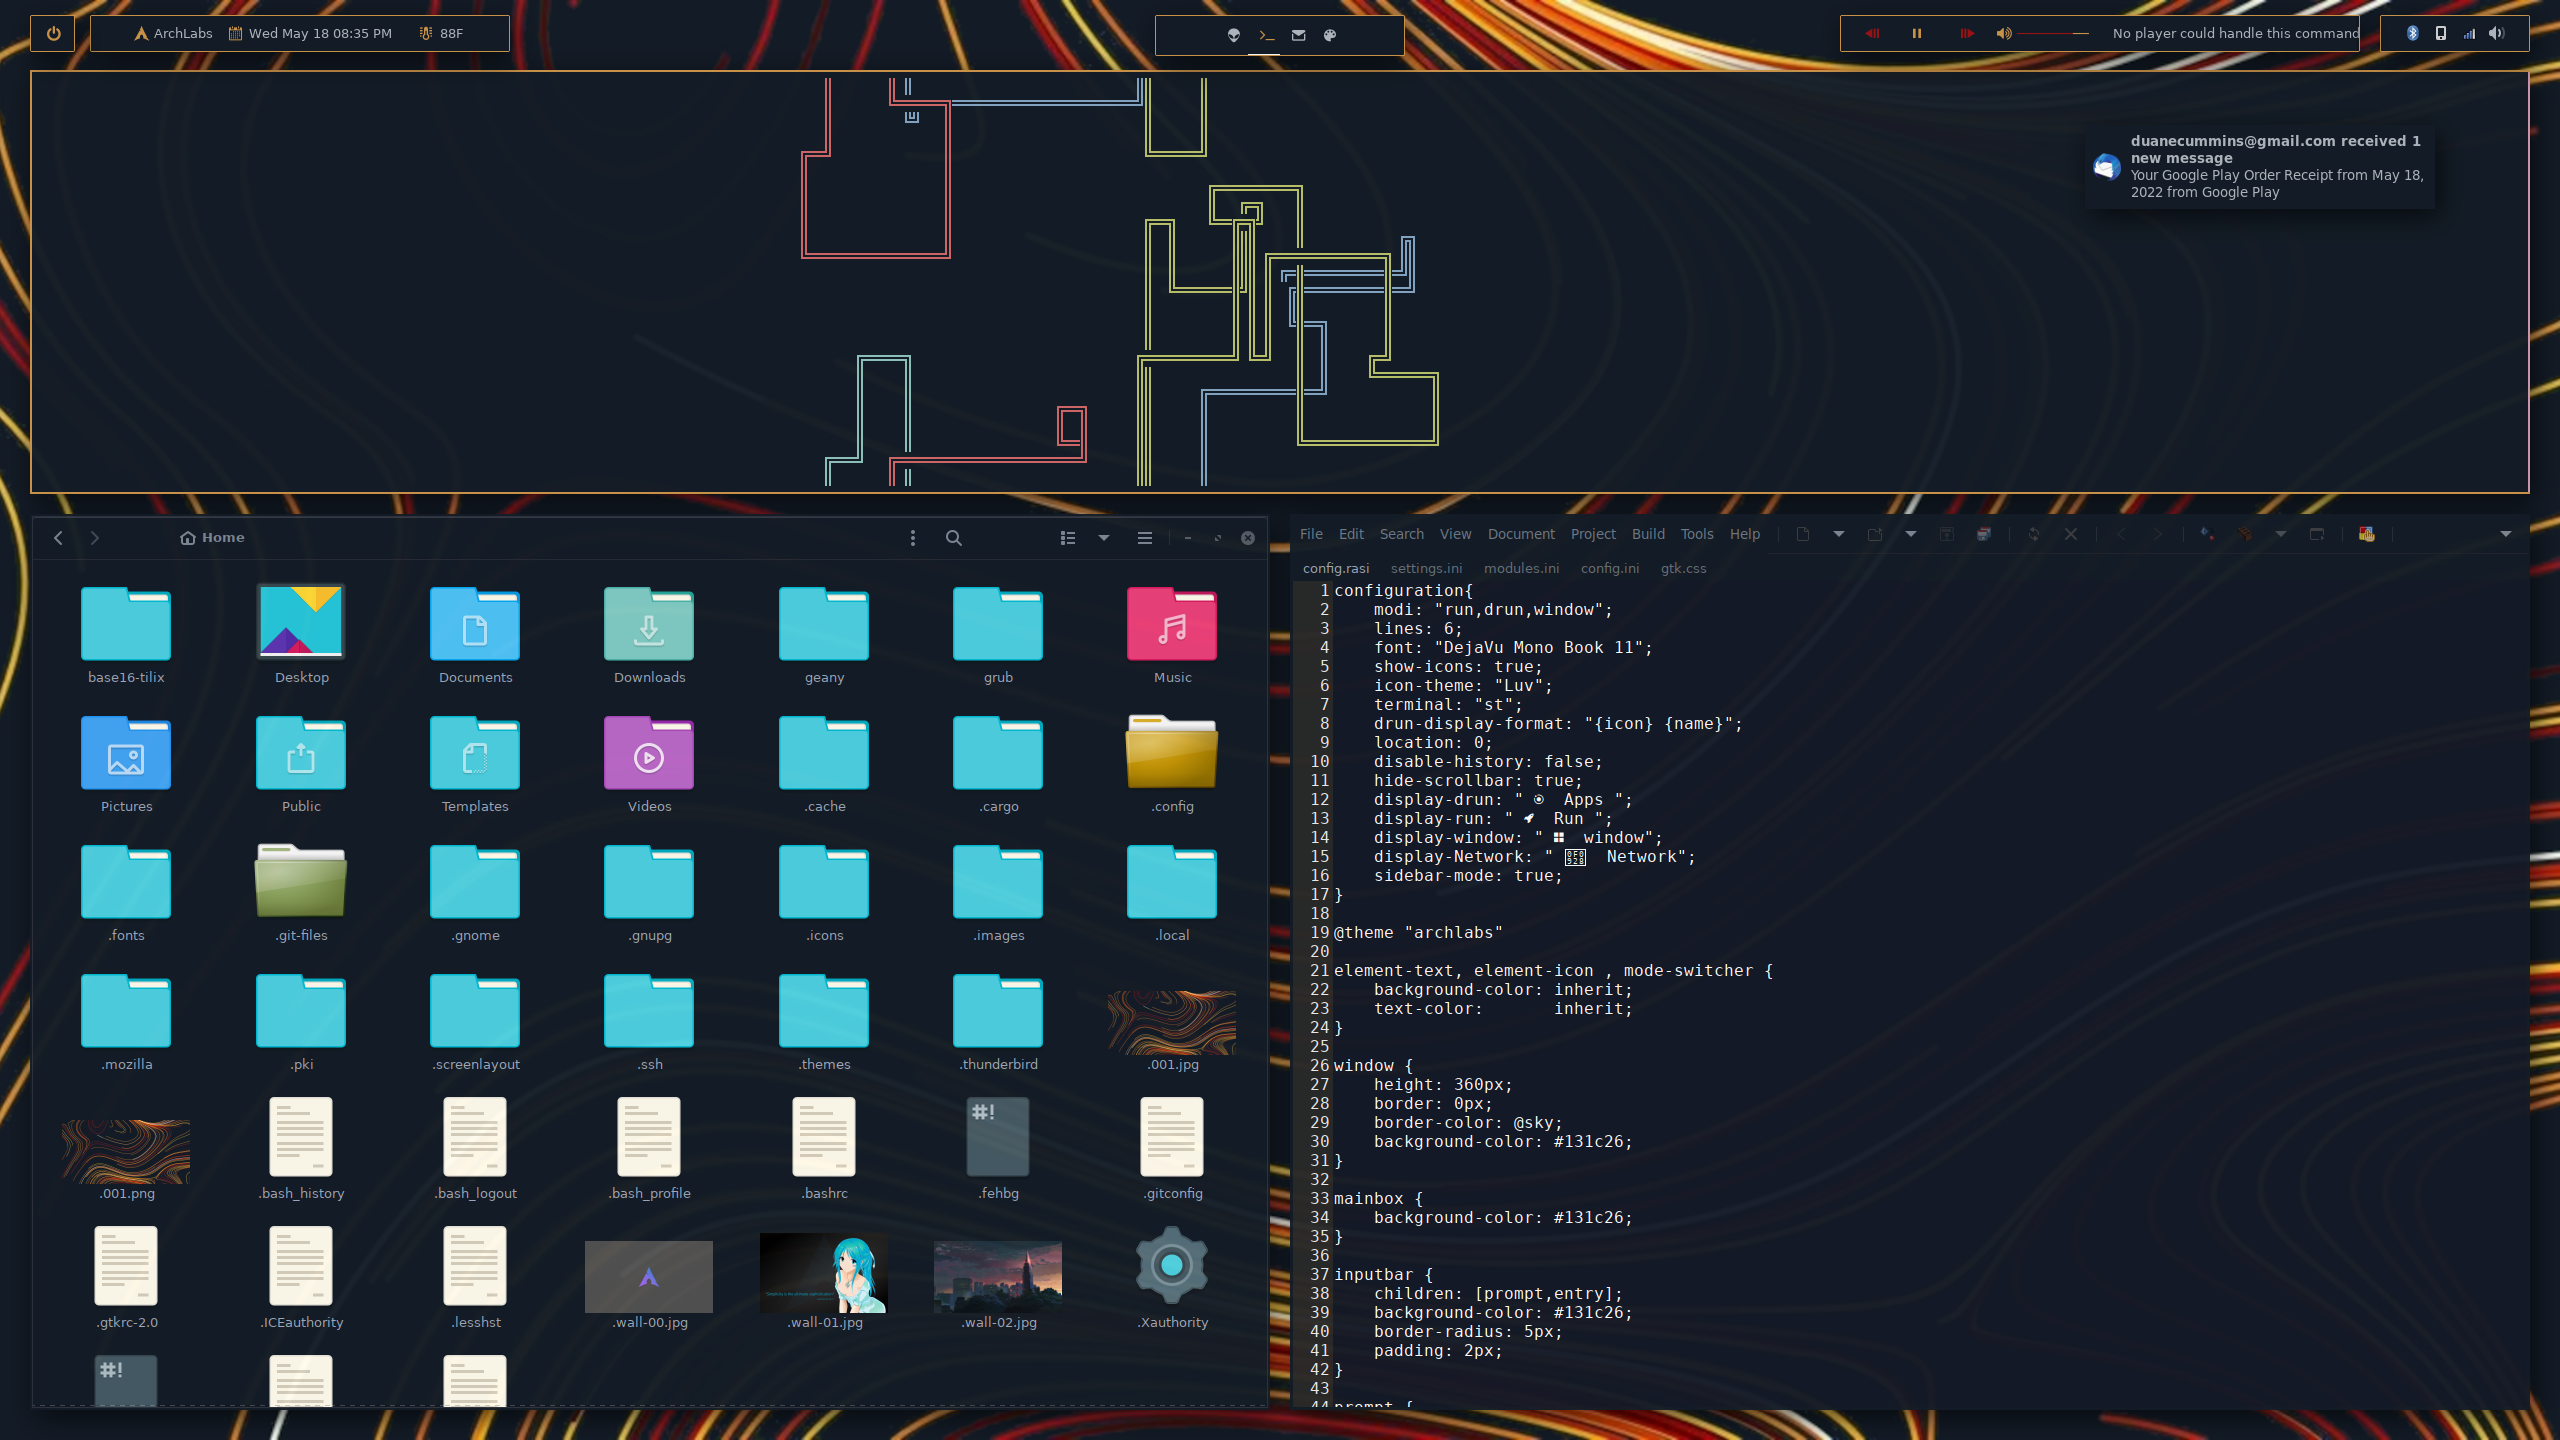 ArchLabs Wed May 18 08:35 PM 88F
No player could handle this command
duanecummins@gmail.com received 1
new message
Your Google Play Order Receipt from May 18,
2022 from Google Play
Home
base16-tilix Desktop Documents Downloads geany grub Music
Pictures Public Templates Videos .cache .cargo .config
.fonts .git-files .gnome .gnupg .icons .images .local
.mozilla .pki .screenlayout .ssh .themes .thunderbird .001.jpg
#!
.001.png .bash_history .bash_logout .bash_profile .bashrc .fehbg .gitconfig
.gtkrc-2.0 .ICEauthority .lesshst .wall-00.jpg .wall-01.jpg .wall-02.jpg .Xauthority
#!
File Edit Search View Document Project Build Tools Help
config.rasi settings.ini modules.ini config.ini gtk.css
1 configuration{
2     modi: "run,drun,window";
3     lines: 6;
4     font: "DejaVu Mono Book 11";
5     show-icons: true;
6     icon-theme: "Luv";
7     terminal: "st";
8     drun-display-format: "{icon} {name}";
9     location: 0;
10     disable-history: false;
11     hide-scrollbar: true;
12     display-drun: "   Apps ";
13     display-run: "   Run ";
14     display-window: "   window";
15     display-Network: "   Network";
16     sidebar-mode: true;
17 }
18
19 @theme "archlabs"
20
21 element-text, element-icon , mode-switcher {
22     background-color: inherit;
23     text-color:       inherit;
24 }
25
26 window {
27     height: 360px;
28     border: 0px;
29     border-color: @sky;
30     background-color: #131c26;
31 }
32
33 mainbox {
34     background-color: #131c26;
35 }
36
37 inputbar {
38     children: [prompt,entry];
39     background-color: #131c26;
40     border-radius: 5px;
41     padding: 2px;
42 }
43
44 prompt {